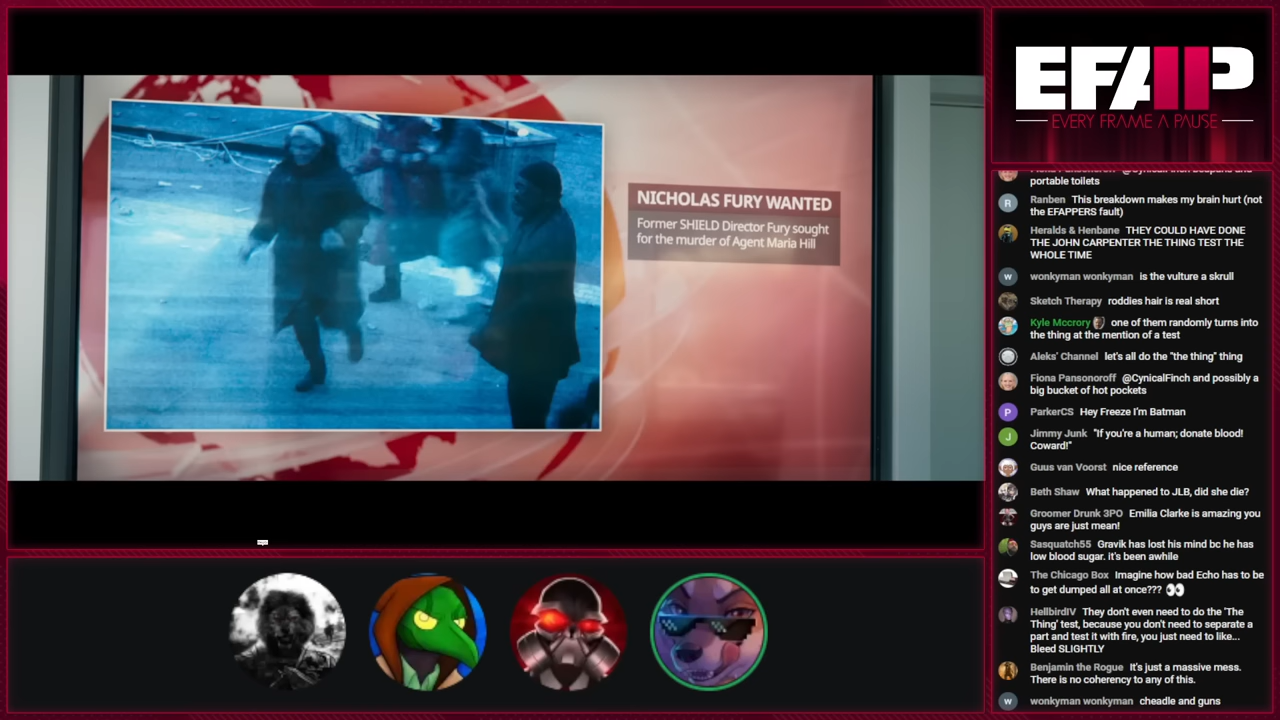 NICHOLAS FURY WANTED
Former SHIELD Director Fury sought
for the murder of Agent Maria Hill
EFAP
EVERY FRAME A PAUSE
portable toilets
Ranben This breakdown makes my brain hurt (not
the EFAPPERS fault)
Heralds & Henbane THEY COULD HAVE DONE
THE JOHN CARPENTER THE THING TEST THE
WHOLE TIME
wonkyman wonkyman is the vulture a skrull
Sketch Therapy roddies hair is real short
Kyle Mccrory one of them randomly turns into
the thing at the mention of a test
Aleks' Channel let's all do the "the thing" thing
Fiona Pansonoroff @CynicalFinch and possibly a
big bucket of hot pockets
ParkerCS Hey Freeze I'm Batman
Jimmy Junk "If you're a human; donate blood!
Coward!"
Guus van Voorst nice reference
Beth Shaw What happened to JLB, did she die?
Groomer Drunk 3PO Emilia Clarke is amazing you
guys are just mean!
Sasquatch55 Gravik has lost his mind bc he has
low blood sugar. it's been awhile
The Chicago Box Imagine how bad Echo has to be
to get dumped all at once???
HellbirdIV They don't even need to do the 'The
Thing' test, because you don't need to separate a
part and test it with fire, you just need to like...
Bleed SLIGHTLY
Benjamin the Rogue It's just a massive mess.
There is no coherency to any of this.
wonkyman wonkyman cheadle and guns